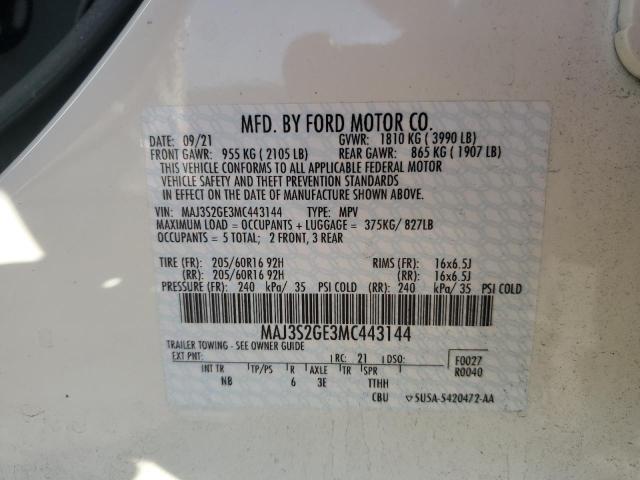 MFD. BY FORD MOTOR CO.
DATE: 09/21 GVWR: 1810 KG ( 3990 LB)
FRONT GAWR: 955 KG ( 2105 LB) REAR GAWR: 865 KG ( 1907 LB)
THIS VEHICLE CONFORMS TO ALL APPLICABLE FEDERAL MOTOR
VEHICLE SAFETY AND THEFT PREVENTION STANDARDS
IN EFFECT ON THE DATE OF MANUFACTURE SHOWN ABOVE.
VIN: MAJ3S2GE3MC443144 TYPE: MPV
MAXIMUM LOAD = OCCUPANTS + LUGGAGE = 375KG/ 827LB
OCCUPANTS = 5 TOTAL; 2 FRONT, 3 REAR
TIRE (FR): 205/60R16 92H RIMS (FR): 16x6.5J
(RR): 205/60R16 92H (RR): 16x6.5J
PRESSURE (FR): 240 kPa/ 35 PSI COLD (RR): 240 kPa/ 35 PSI COLD
MAJ3S2GE3MC443144
TRAILER TOWING - SEE OWNER GUIDE
EXT PNT: RC: 21 DSO: F0027
INT TR TP/PS R AXLE TR SPR R0040
NB 6 3E TTHH
CBU 5USA-5420472-AA